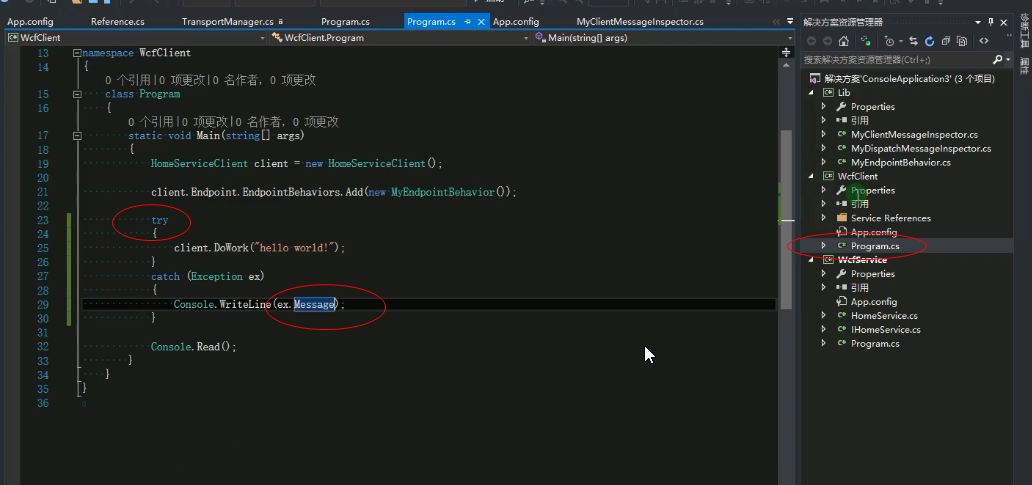 App.config Reference.cs TransportManager.cs Program.cs Program.cs App.config MyClientMessageInspector.cs
解决方案资源管理器
WcfClient WcfClient.Program Main(string[] args)
搜索解决方案资源管理器(Ctrl+;)
13 namespace WcfClient
14 {
0 个引用|0 项更改|0 名作者, 0 项更改
15 class Program
16 {
0 个引用|0 项更改|0 名作者, 0 项更改
17 static void Main(string[] args)
18 {
19 HomeServiceClient client = new HomeServiceClient();
20
21 client.Endpoint.EndpointBehaviors.Add(new MyEndpointBehavior());
22
23 try
24 {
25 client.DoWork("hello world!");
26 }
27 catch (Exception ex)
28 {
29 Console.WriteLine(ex.Message);
30 }
31
32 Console.Read();
33 }
34 }
35 }
36
解决方案'ConsoleApplication3' (3 个项目)
Lib
Properties
引用
MyClientMessageInspector.cs
MyDispatchMessageInspector.cs
MyEndpointBehavior.cs
WcfClient
Properties
引用
Service References
App.config
Program.cs
WcfService
Properties
引用
App.config
HomeService.cs
IHomeService.cs
Program.cs
属性